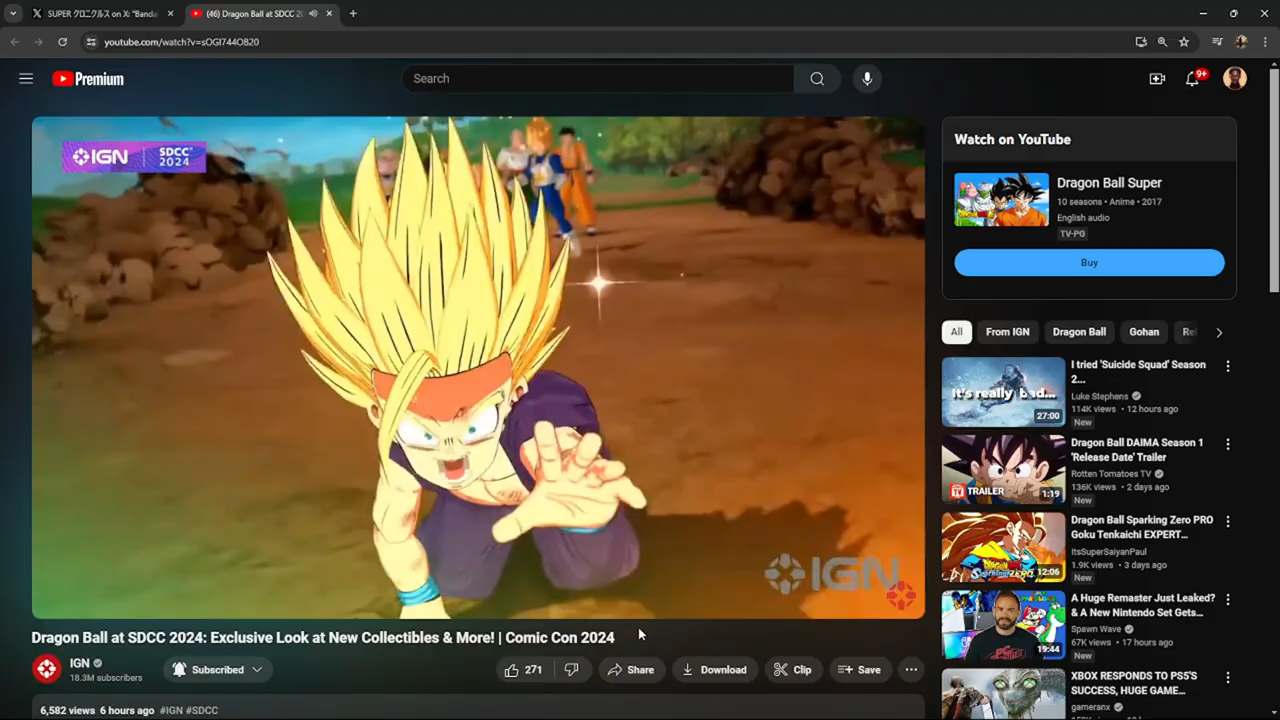 SUPER クロニクルス on X: "Banda
(46) Dragon Ball at SDCC 2
youtube.com/watch?v=sOGI744O820
Premium
Search
9+
IGN SDCC 2024
IGN
Dragon Ball at SDCC 2024: Exclusive Look at New Collectibles & More! | Comic Con 2024
IGN
18.3M subscribers
Subscribed
271
Share
Download
Clip
Save
6,582 views 6 hours ago #IGN #SDCC
Watch on YouTube
Dragon Ball Super
10 seasons • Anime • 2017
English audio
TV-PG
Buy
All
From IGN
Dragon Ball
Gohan
Re
It's really bad...
27:00
I tried 'Suicide Squad' Season
2...
Luke Stephens
114K views • 12 hours ago
New
TRAILER
1:19
Dragon Ball DAIMA Season 1
'Release Date' Trailer
Rotten Tomatoes TV
136K views • 2 days ago
New
12:06
Dragon Ball Sparking Zero PRO
Goku Tenkaichi EXPERT...
ItsSuperSaiyanPaul
1.9K views • 3 days ago
New
19:44
A Huge Remaster Just Leaked?
& A New Nintendo Set Gets...
Spawn Wave
67K views • 17 hours ago
New
XBOX RESPONDS TO PS5'S
SUCCESS, HUGE GAME...
gameranx